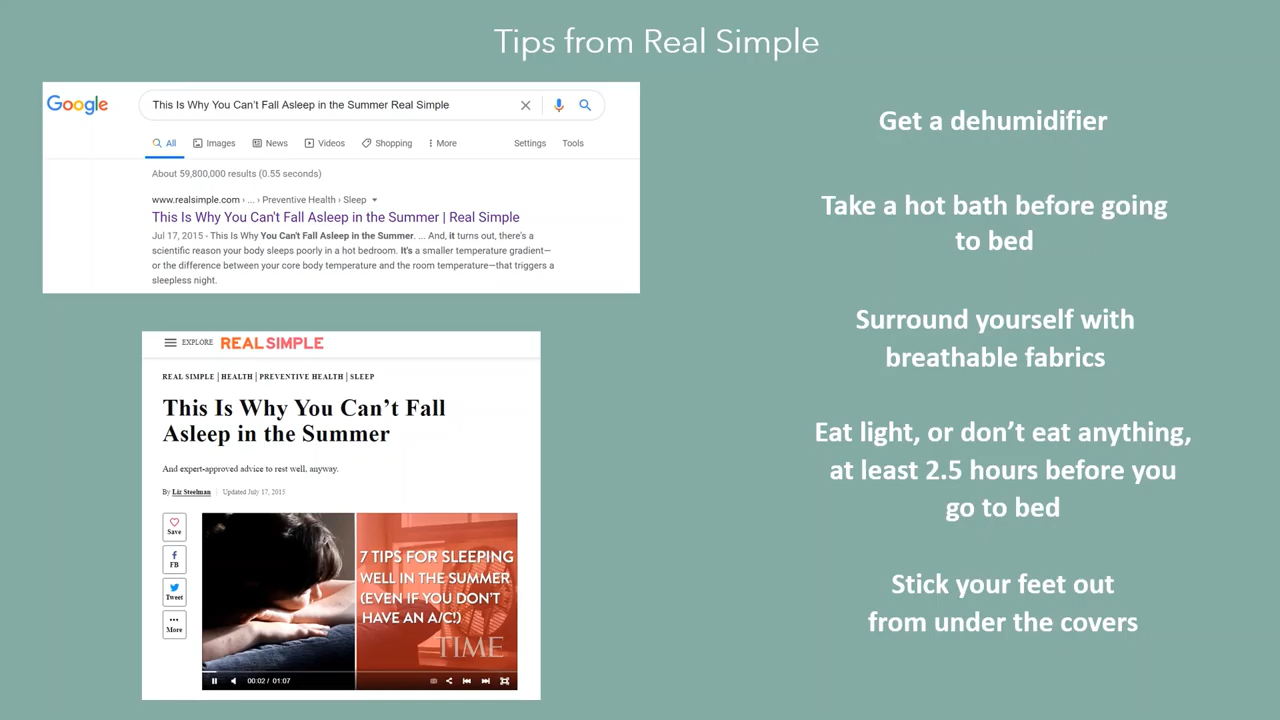 Tips from Real Simple
Google
This Is Why You Can't Fall Asleep in the Summer Real Simple
All
Images
News
Videos
Shopping
More
Settings
Tools
About 59,800,000 results (0.55 seconds)
www.realsimple.com › ... › Preventive Health › Sleep
This Is Why You Can't Fall Asleep in the Summer | Real Simple
Jul 17, 2015 - This Is Why You Can't Fall Asleep in the Summer. ... And, it turns out, there's a
scientific reason your body sleeps poorly in a hot bedroom. It's a smaller temperature gradient—
or the difference between your core body temperature and the room temperature—that triggers a
sleepless night.
EXPLORE REAL SIMPLE
REAL SIMPLE | HEALTH | PREVENTIVE HEALTH | SLEEP
This Is Why You Can’t Fall
Asleep in the Summer
And expert-approved advice to rest well, anyway.
By Liz Steelman | Updated July 17, 2015
Save
FB
Tweet
More
7 TIPS FOR SLEEPING
WELL IN THE SUMMER
(EVEN IF YOU DON'T
HAVE AN A/C!)
TIME
00:02 / 01:07
Get a dehumidifier
Take a hot bath before going
to bed
Surround yourself with
breathable fabrics
Eat light, or don’t eat anything,
at least 2.5 hours before you
go to bed
Stick your feet out
from under the covers